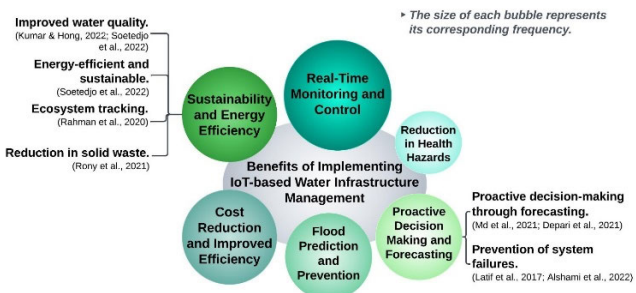 Improved water quality.
(Kumar & Hong, 2022; Soetedjo
et al., 2022)
Energy-efficient and
sustainable.
(Soetedjo et al., 2022)
Ecosystem tracking.
(Rahman et al., 2020)
Reduction in solid waste.
(Rony et al., 2021)
The size of each bubble represents
its corresponding frequency.
Sustainability
and Energy
Efficiency
Real-Time
Monitoring and
Control
Reduction
in Health
Hazards
Benefits of Implementing
IoT-based Water Infrastructure
Management
Cost
Reduction
and Improved
Efficiency
Flood
Prediction
and
Prevention
Proactive
Decision
Making and
Forecasting
Proactive decision-making
through forecasting.
(Md et al., 2021; Depari et al., 2021)
Prevention of system
failures.
(Latif et al., 2017; Alshami et al., 2022)